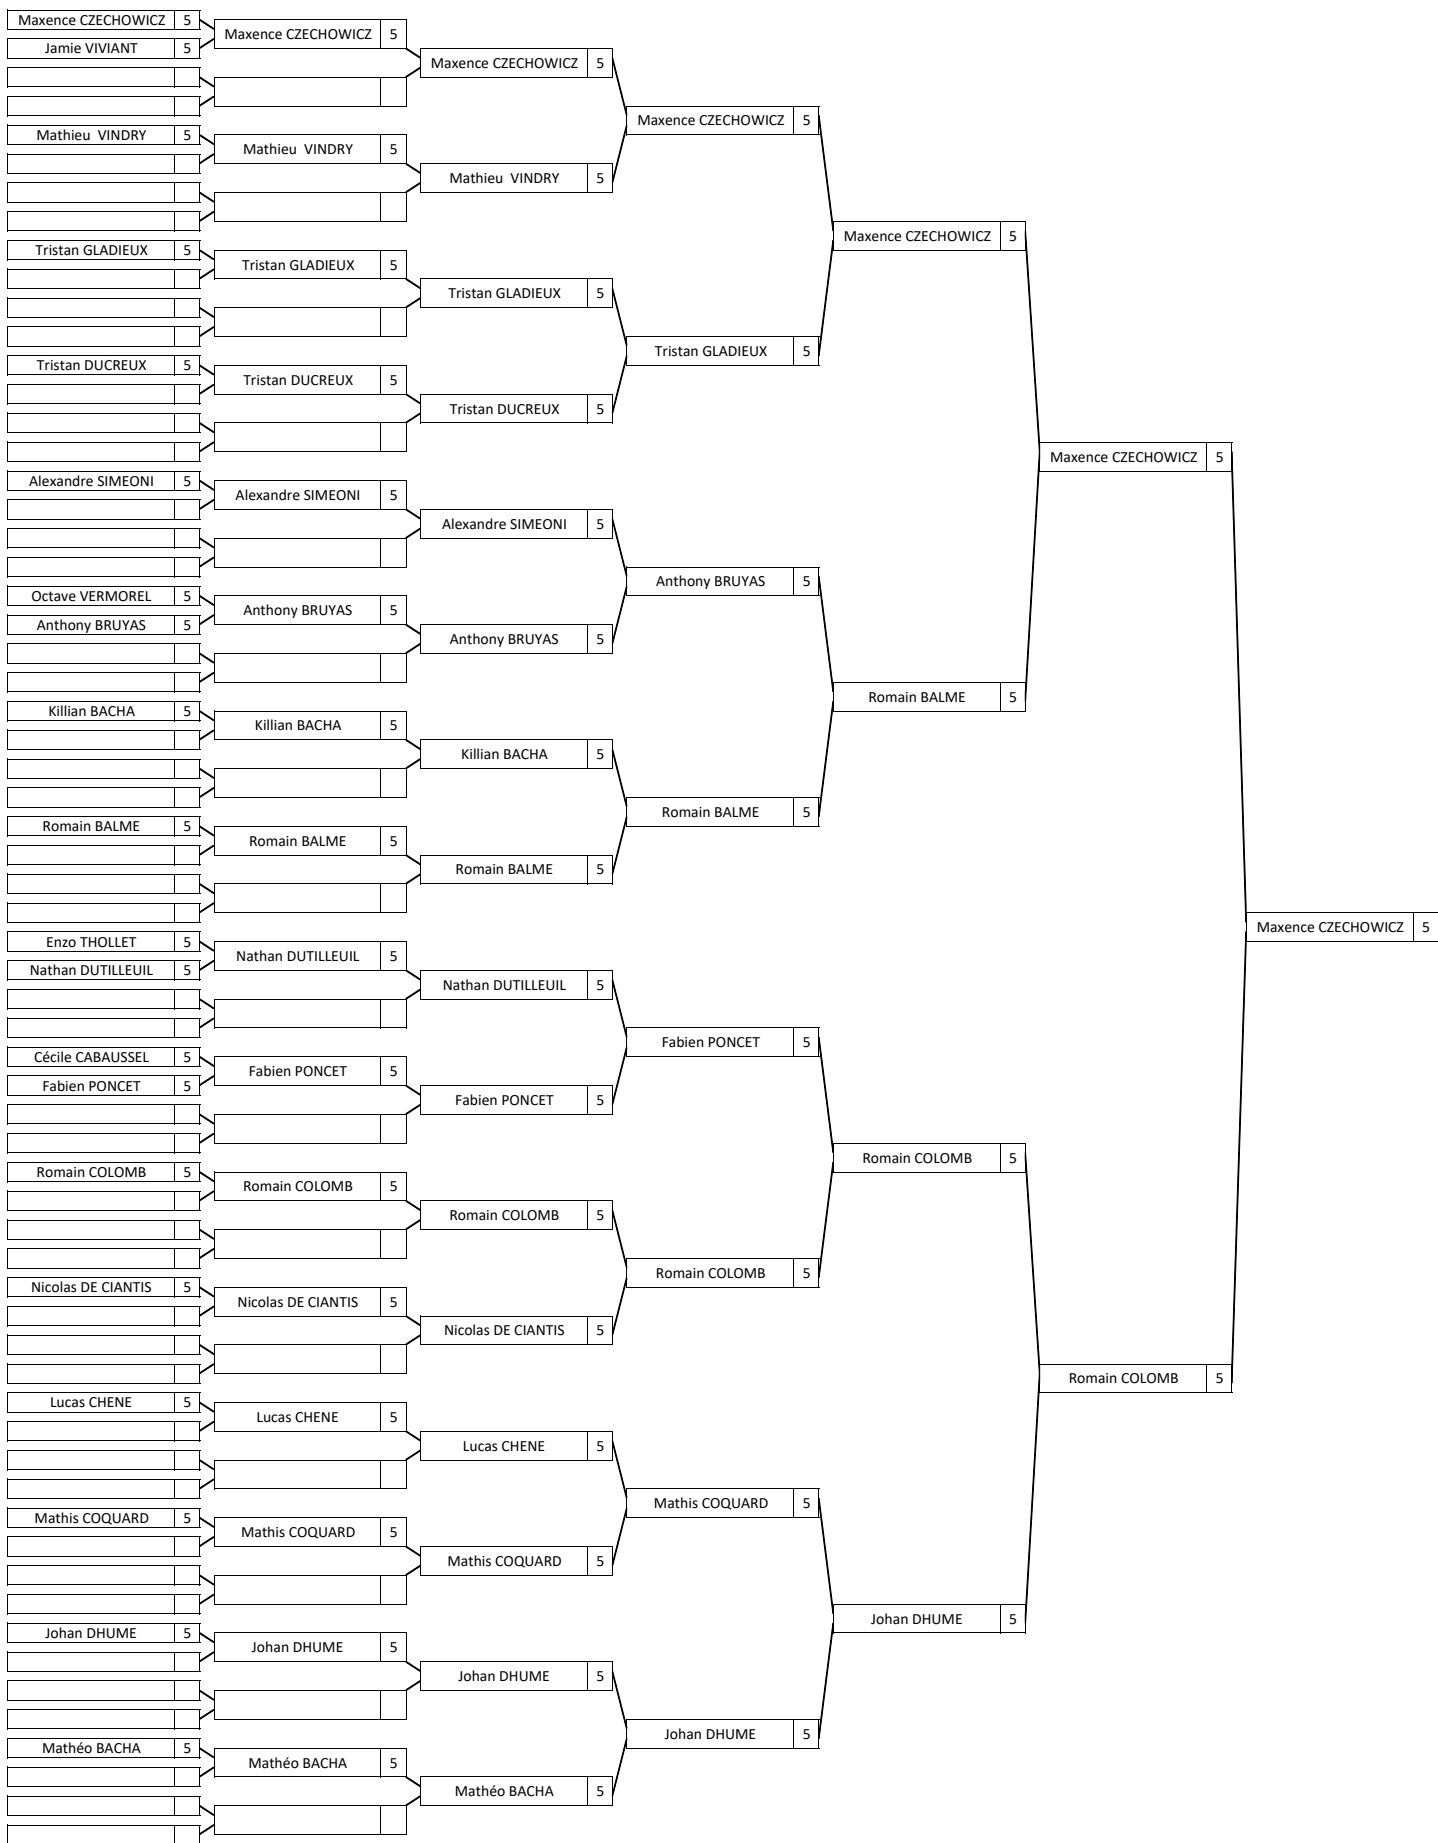 Maxence CZECHOWICZ 5
Jamie VIVIANT 5
Mathieu VINDRY 5
Tristan GLADIEUX 5
Tristan DUCREUX 5
Alexandre SIMEONI 5
Octave VERMOREL 5
Anthony BRUYAS 5
Killian BACHA 5
Romain BALME 5
Enzo THOLLET 5
Nathan DUTILLEUIL 5
Cécile CABAUSSEL 5
Fabien PONCET 5
Romain COLOMB 5
Nicolas DE CIANTIS 5
Lucas CHENE 5
Mathis COQUARD 5
Johan DHUME 5
Mathéo BACHA 5
Maxence CZECHOWICZ 5
Mathieu VINDRY 5
Tristan GLADIEUX 5
Tristan DUCREUX 5
Alexandre SIMEONI 5
Anthony BRUYAS 5
Killian BACHA 5
Romain BALME 5
Nathan DUTILLEUIL 5
Fabien PONCET 5
Romain COLOMB 5
Nicolas DE CIANTIS 5
Lucas CHENE 5
Mathis COQUARD 5
Johan DHUME 5
Mathéo BACHA 5
Maxence CZECHOWICZ 5
Mathieu VINDRY 5
Tristan GLADIEUX 5
Tristan DUCREUX 5
Alexandre SIMEONI 5
Anthony BRUYAS 5
Killian BACHA 5
Romain BALME 5
Nathan DUTILLEUIL 5
Fabien PONCET 5
Romain COLOMB 5
Nicolas DE CIANTIS 5
Lucas CHENE 5
Mathis COQUARD 5
Johan DHUME 5
Mathéo BACHA 5
Maxence CZECHOWICZ 5
Tristan GLADIEUX 5
Anthony BRUYAS 5
Romain BALME 5
Fabien PONCET 5
Romain COLOMB 5
Mathis COQUARD 5
Johan DHUME 5
Maxence CZECHOWICZ 5
Romain BALME 5
Romain COLOMB 5
Johan DHUME 5
Maxence CZECHOWICZ 5
Romain COLOMB 5
Maxence CZECHOWICZ 5